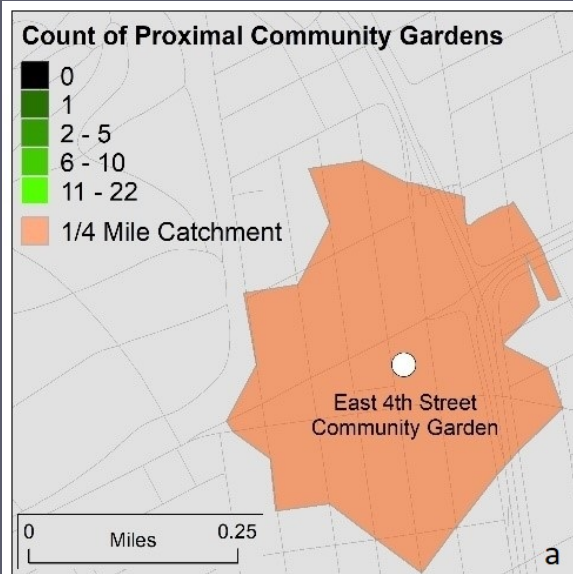 Count of Proximal Community Gardens
0
1
2 - 5
6 - 10
11 - 22
1/4 Mile Catchment
East 4th Street
Community Garden
0 Miles 0.25
a